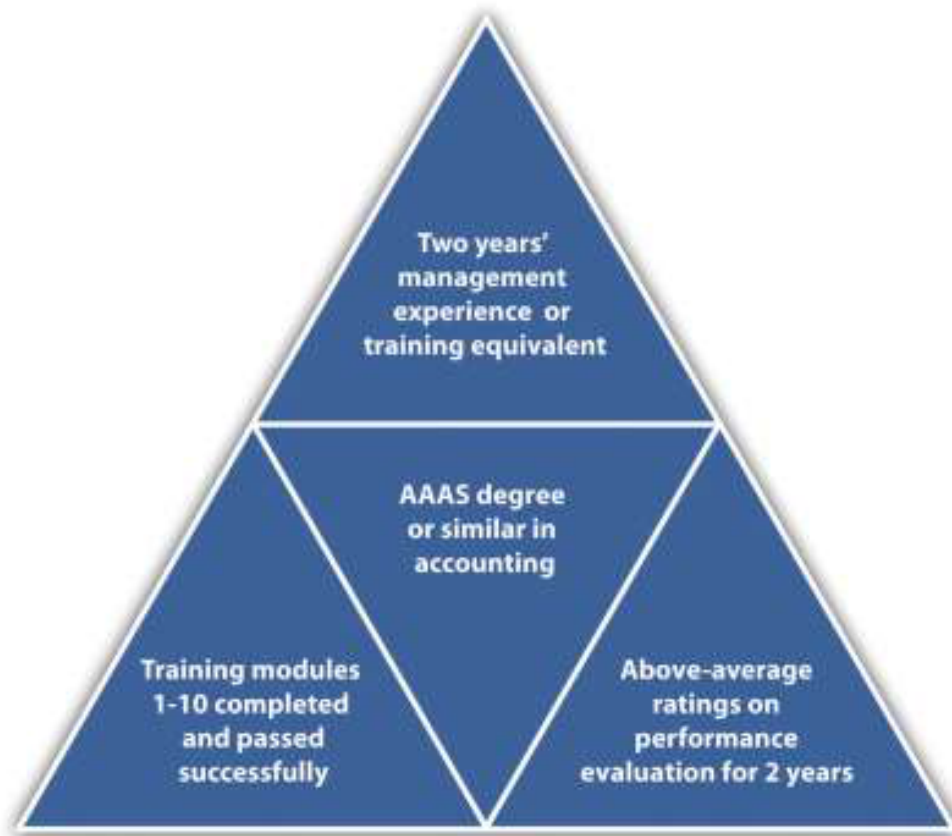 Two years'
management
experience or
training equivalent
AAAS degree
or similar in
accounting
Training modules
1-10 completed
and passed
successfully
Above-average
ratings on
performance
evaluation for 2 years